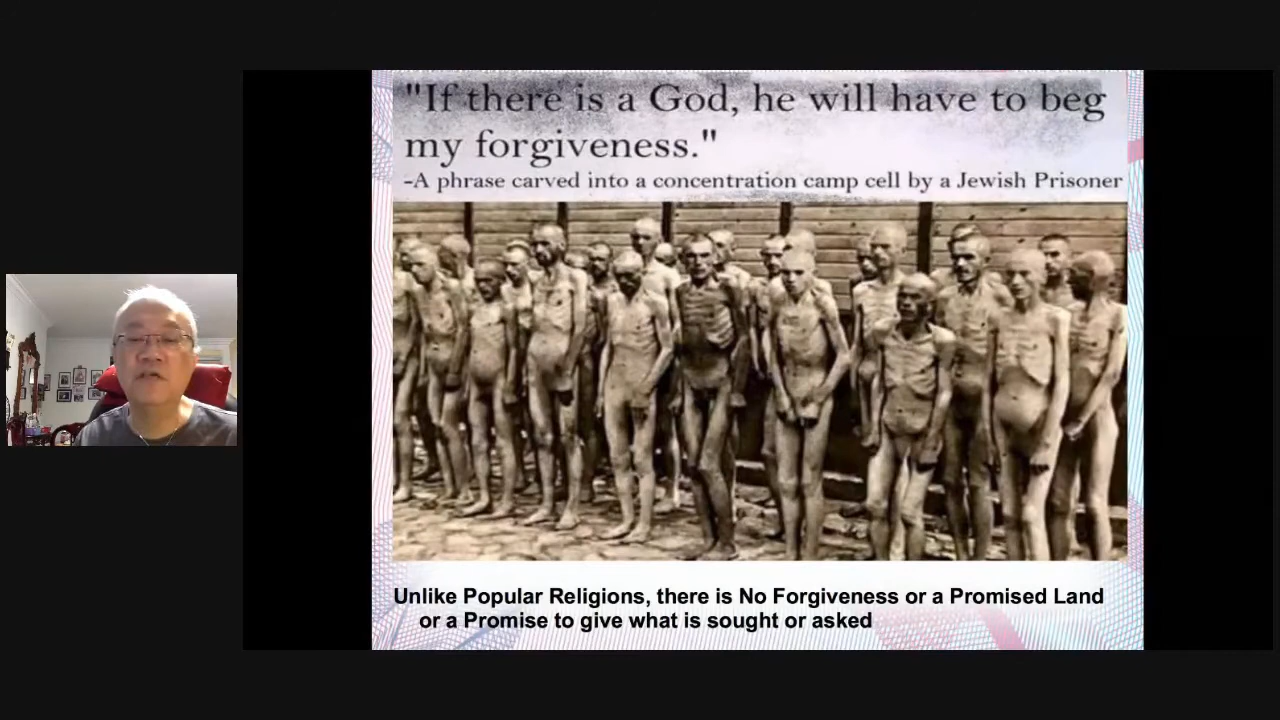 "If there is a God, he will have to beg
my forgiveness."
-A phrase carved into a concentration camp cell by a Jewish Prisoner
Unlike Popular Religions, there is No Forgiveness or a Promised Land
or a Promise to give what is sought or asked